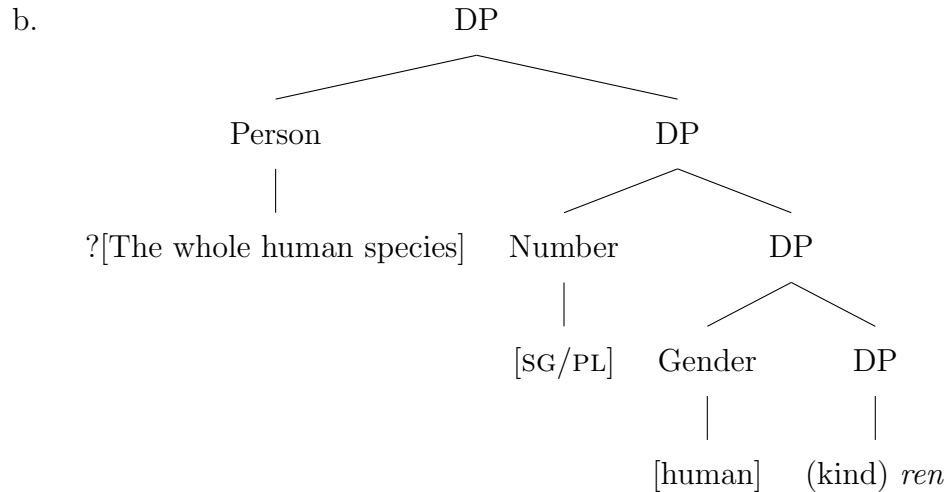 b. DP
Person DP
?[The whole human species] Number DP
[SG/PL] Gender DP
[human] (kind) ren